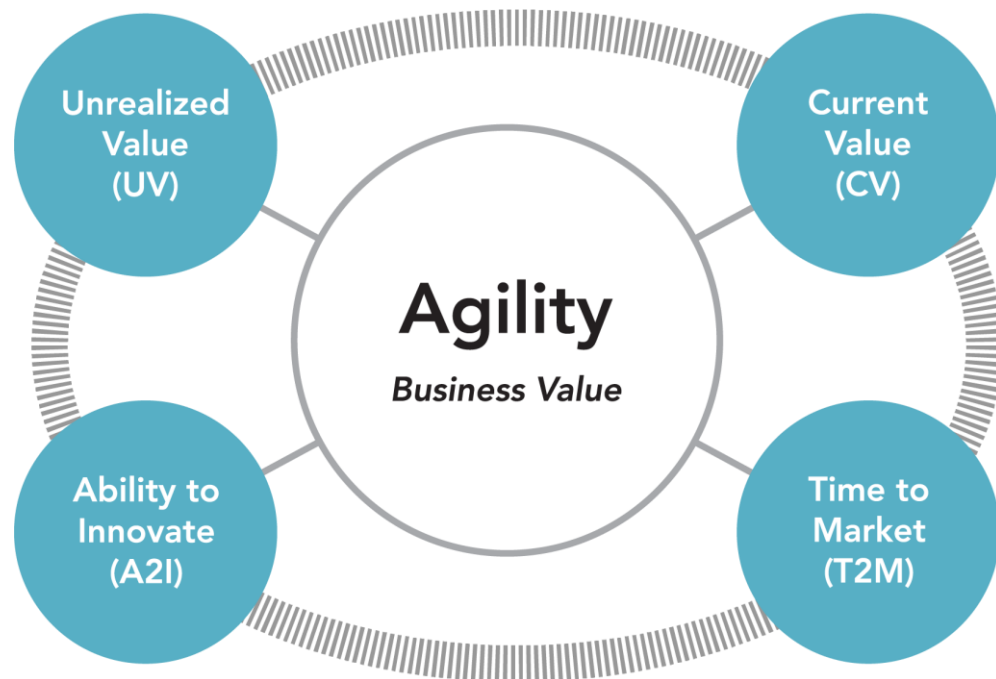 Unrealized
Value
(UV)
Current
Value
(CV)
Agility
Business Value
Ability to
Innovate
(A2I)
Time to
Market
(T2M)